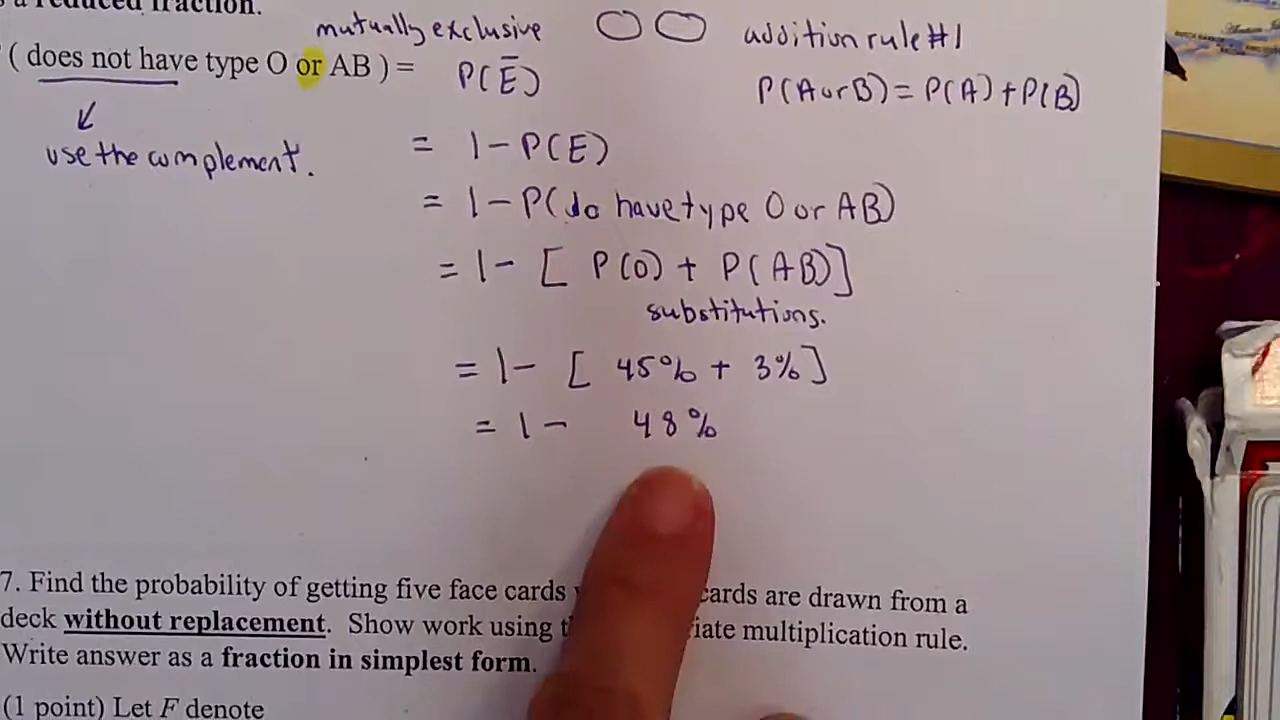 a reduced fraction.
mutually exclusive addition rule #1
( does not have type O or AB ) = P(E̅) P(A or B) = P(A) + P(B)
use the complement. = 1 - P(E)
= 1 - P(do have type O or AB)
= 1 - [ P(O) + P(AB)]
substitutions.
= 1 - [ 45% + 3% ]
= 1 - 48%
7. Find the probability of getting five face cards cards are drawn from a
deck without replacement. Show work using multiplication rule.
Write answer as a fraction in simplest form.
(1 point) Let F denote